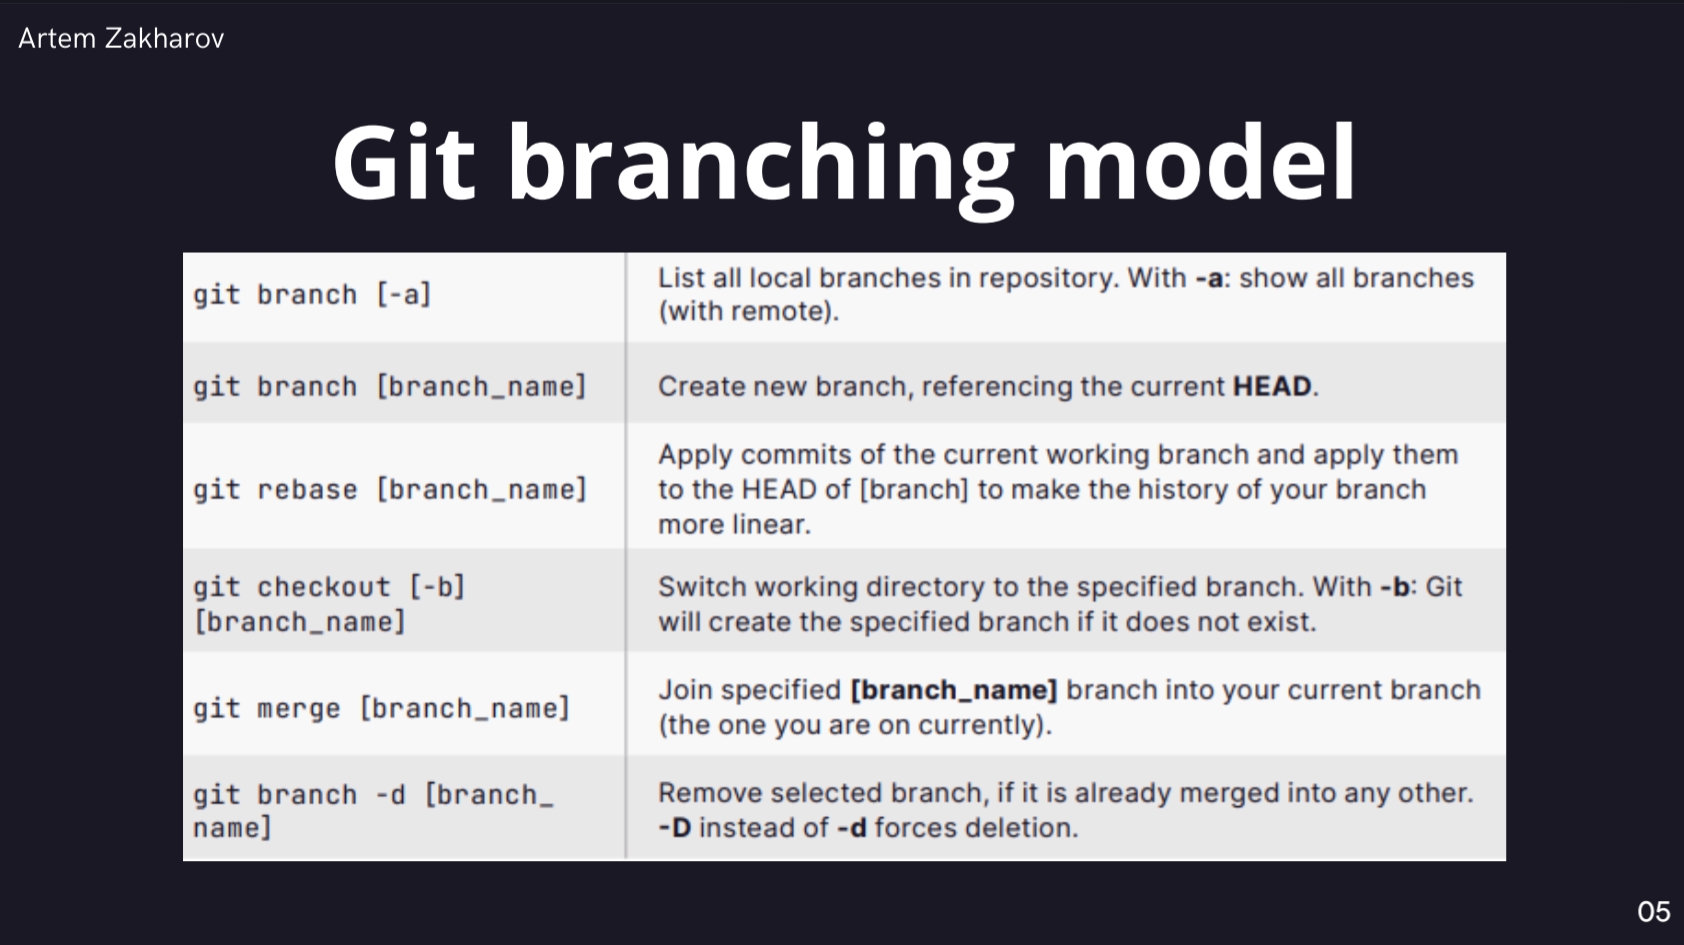 Artem Zakharov
Git branching model
git branch [-a]
List all local branches in repository. With -a: show all branches
(with remote).
git branch [branch_name]
Create new branch, referencing the current HEAD.
git rebase [branch_name]
Apply commits of the current working branch and apply them
to the HEAD of [branch] to make the history of your branch
more linear.
git checkout [-b]
[branch_name]
Switch working directory to the specified branch. With -b: Git
will create the specified branch if it does not exist.
git merge [branch_name]
Join specified [branch_name] branch into your current branch
(the one you are on currently).
git branch -d [branch_
name]
Remove selected branch, if it is already merged into any other.
-D instead of -d forces deletion.
05